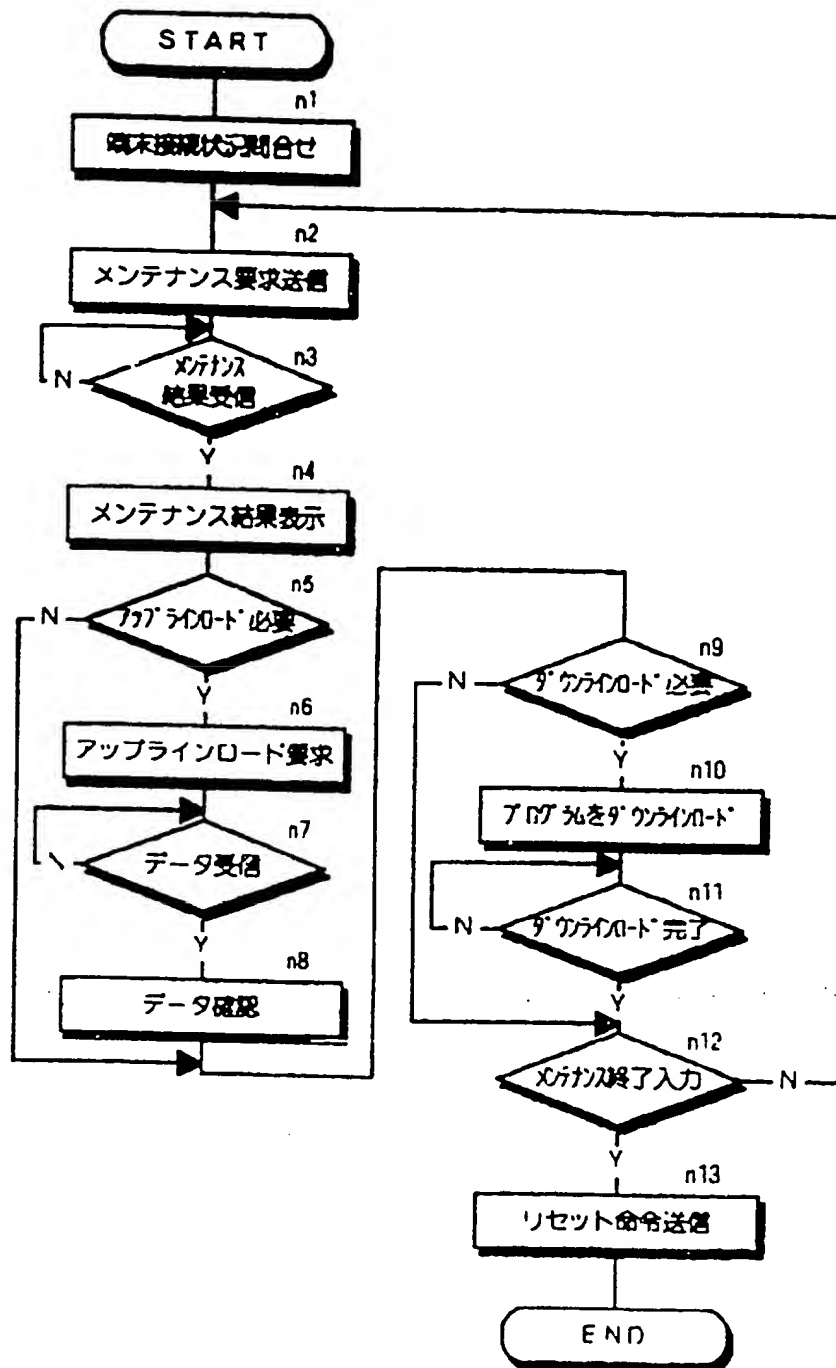 START
n1
端末接続状況問合せ
n2
メンテナンス要求送信
n3
メンテナンス
結果受信
N
Y
n4
メンテナンス結果表示
n5
アップラインロード必要
N
Y
n6
アップラインロード要求
n7
データ受信
Y
n8
データ確認
n9
ダウンラインロード必要
N
Y
n10
プログラムをダウンラインロード
n11
ダウンラインロード完了
N
Y
n12
メンテナンス終了入力
N
Y
n13
リセット命令送信
END